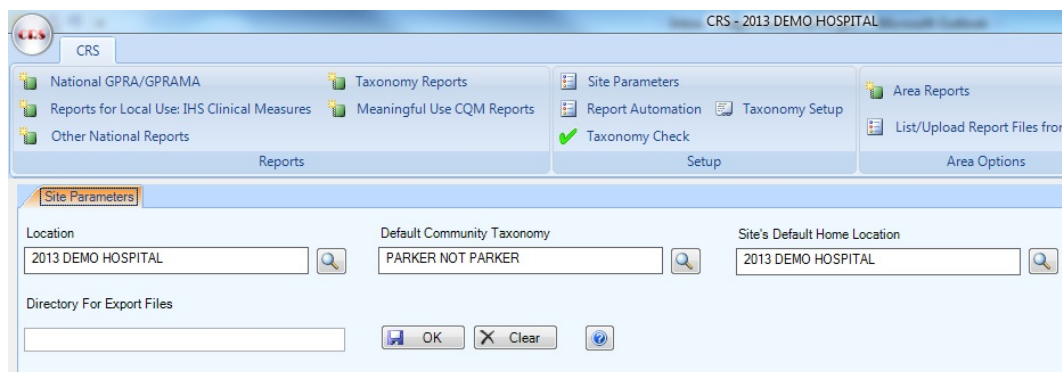 CRS - 2013 DEMO HOSPITAL
CRS
CRS
National GPRA/GPRAMA
Taxonomy Reports
Site Parameters
Area Reports
Reports for Local Use: IHS Clinical Measures
Meaningful Use CQM Reports
Report Automation
Taxonomy Setup
List/Upload Report Files from
Other National Reports
Taxonomy Check
Reports
Setup
Area Options
Site Parameters
Location
Default Community Taxonomy
Site's Default Home Location
2013 DEMO HOSPITAL
PARKER NOT PARKER
2013 DEMO HOSPITAL
Directory For Export Files
OK
Clear